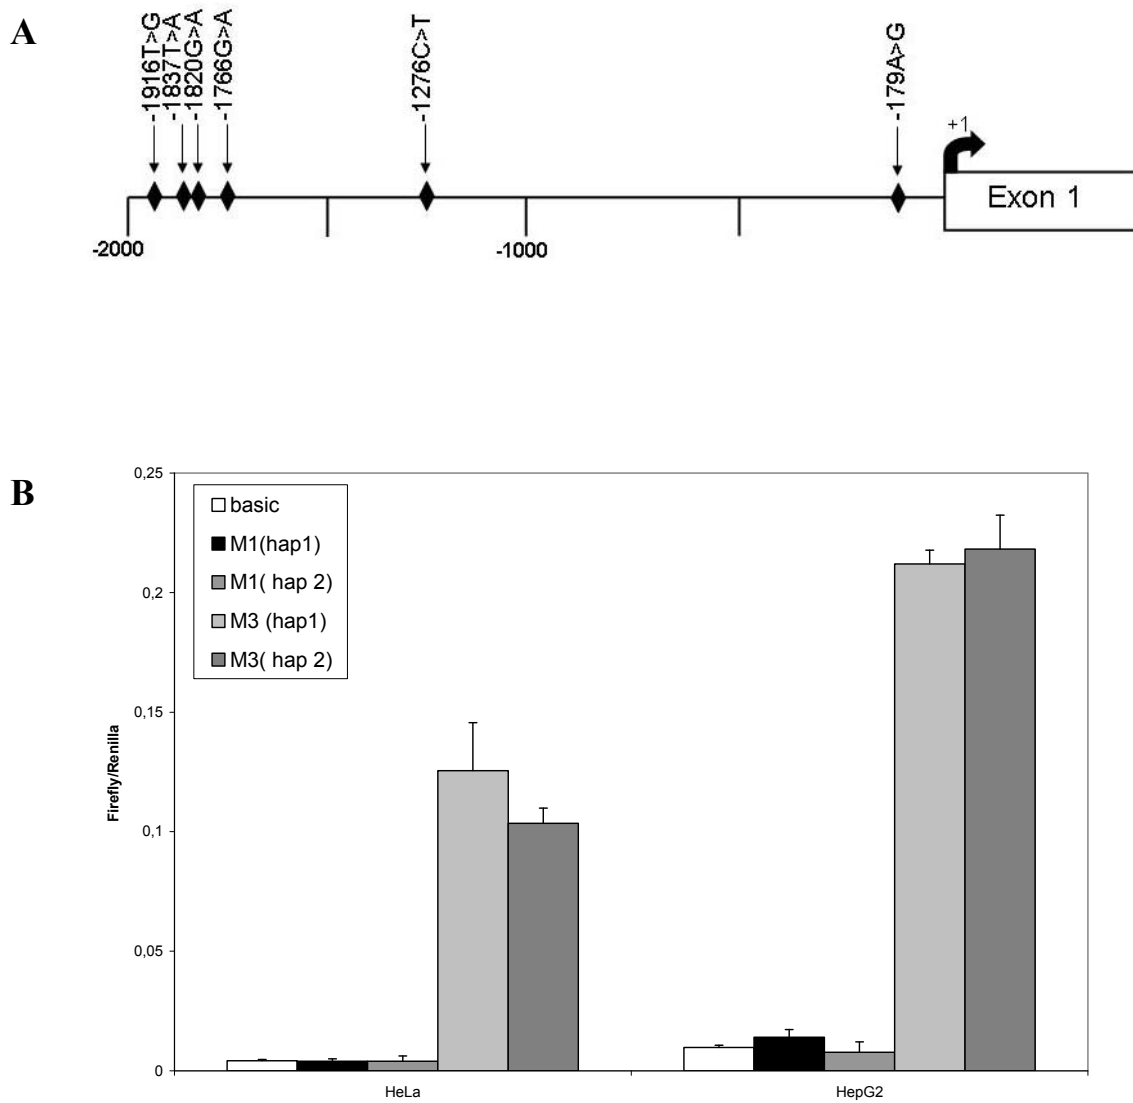 A
-1916T>G
-1837T>A
-1820G>A
-1766G>A
-1276C>T
-179A>G
+1
Exon 1
-2000
-1000
B
0,25
0,2
0,15
0,1
0,05
0
Firefly/Renilla
basic
M1(hap1)
M1( hap 2)
M3 (hap1)
M3( hap 2)
HeLa
HepG2